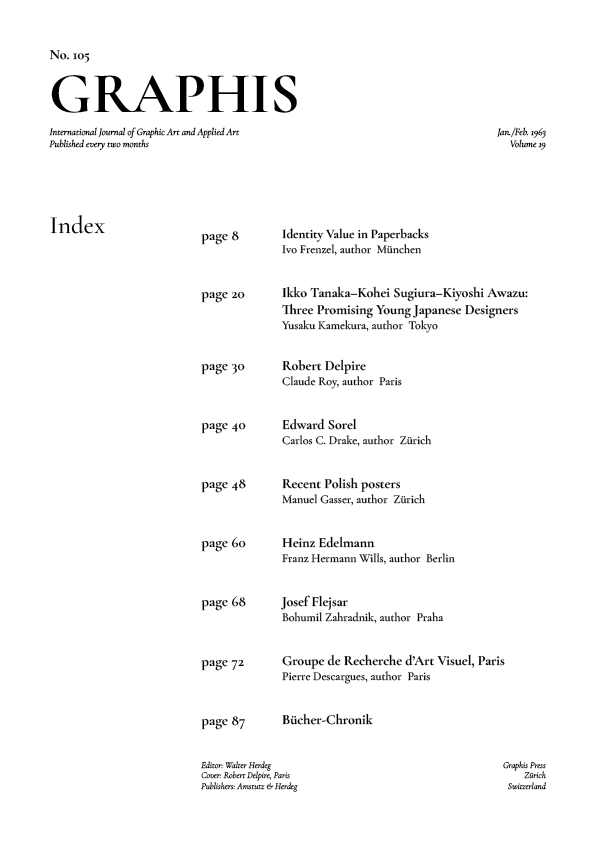 No. 105
GRAPHIS
International Journal of Graphic Art and Applied Art
Published every two months
Jan./Feb. 1963
Volume 19
Index
page 8
Identity Value in Paperbacks
Ivo Frenzel, author München
page 20
Ikko Tanaka–Kohei Sugiura–Kiyoshi Awazu:
Three Promising Young Japanese Designers
Yusaku Kamekura, author Tokyo
page 30
Robert Delpire
Claude Roy, author Paris
page 40
Edward Sorel
Carlos C. Drake, author Zürich
page 48
Recent Polish posters
Manuel Gasser, author Zürich
page 60
Heinz Edelmann
Franz Hermann Wills, author Berlin
page 68
Josef Flejsar
Bohumil Zahradnik, author Praha
page 72
Groupe de Recherche d’Art Visuel, Paris
Pierre Descargues, author Paris
page 87
Bücher-Chronik
Editor: Walter Herdeg
Cover: Robert Delpire, Paris
Publishers: Amstutz & Herdeg
Graphis Press
Zürich
Switzerland